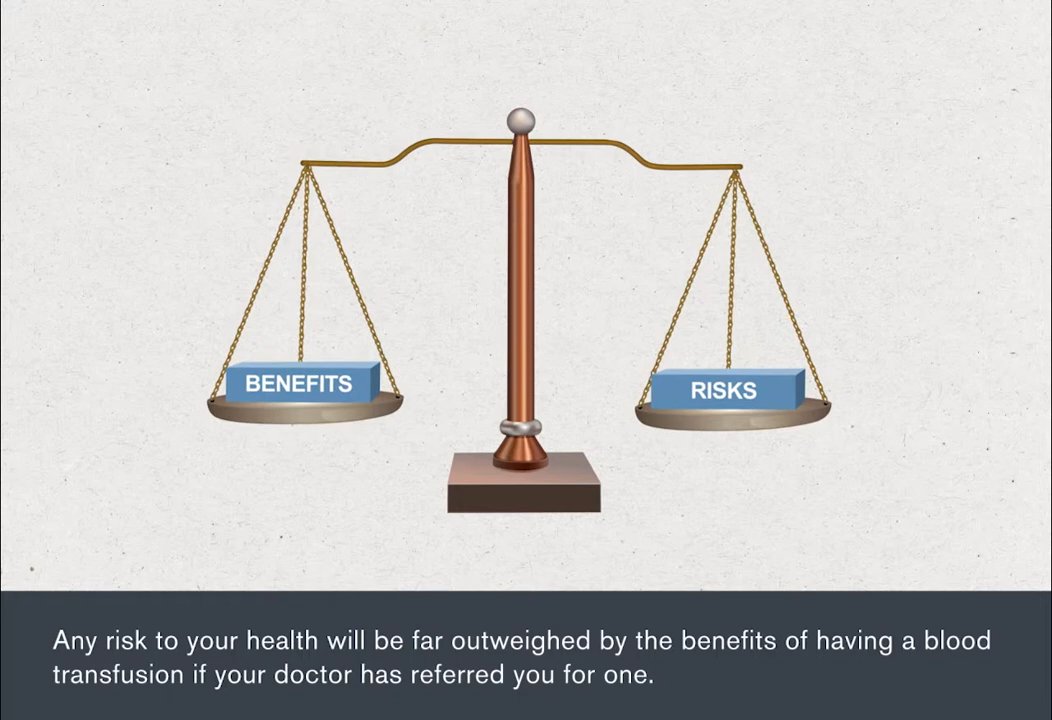 BENEFITS
RISKS
Any risk to your health will be far outweighed by the benefits of having a blood
transfusion if your doctor has referred you for one.